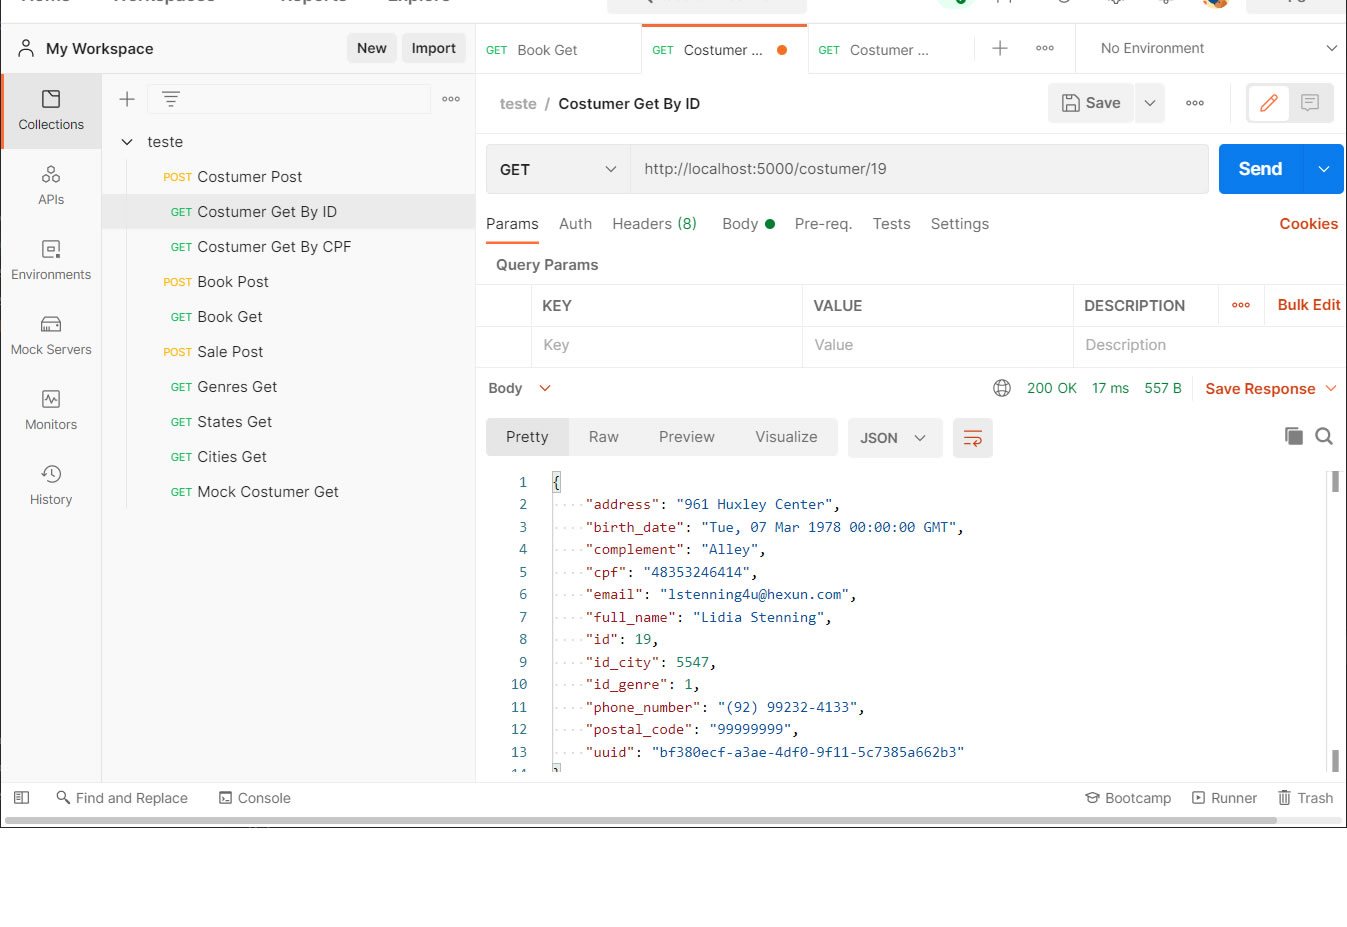 Home Workspaces Reports Explore
My Workspace
New
Import
Collections
APIs
Environments
Mock Servers
Monitors
History
teste
POST Costumer Post
GET Costumer Get By ID
GET Costumer Get By CPF
POST Book Post
GET Book Get
POST Sale Post
GET Genres Get
GET States Get
GET Cities Get
GET Mock Costumer Get
GET Book Get
GET Costumer ...
GET Costumer ...
No Environment
teste / Costumer Get By ID
Save
GET
http://localhost:5000/costumer/19
Send
Params Auth Headers (8) Body Pre-req. Tests Settings
Cookies
Query Params
KEY VALUE DESCRIPTION
Bulk Edit
Key Value Description
Body
200 OK 17 ms 557 B
Save Response
Pretty Raw Preview Visualize
JSON
1 {
2 "address": "961 Huxley Center",
3 "birth_date": "Tue, 07 Mar 1978 00:00:00 GMT",
4 "complement": "Alley",
5 "cpf": "48353246414",
6 "email": "lstenning4u@hexun.com",
7 "full_name": "Lidia Stenning",
8 "id": 19,
9 "id_city": 5547,
10 "id_genre": 1,
11 "phone_number": "(92) 99232-4133",
12 "postal_code": "99999999",
13 "uuid": "bf380ecf-a3ae-4df0-9f11-5c7385a662b3"
14 }
Find and Replace
Console
Bootcamp
Runner
Trash